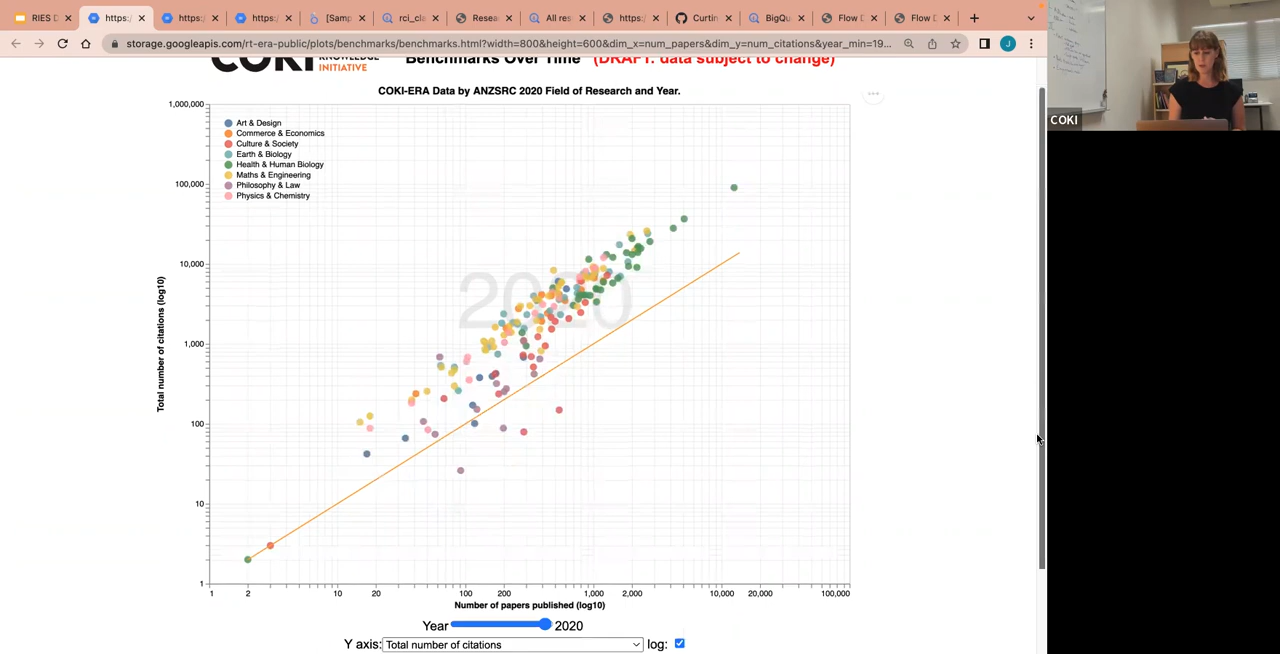 RIES D
https:/
https:/
https:/
[Samp
rci_cla
Resea
All res
https:/
Curtin
BigQu
Flow D
Flow D
storage.googleapis.com/rt-era-public/plots/benchmarks/benchmarks.html?width=800&height=600&dim_x=num_papers&dim_y=num_citations&year_min=19...
J
COKI
KNOWLEDGE
INITIATIVE
Benchmarks Over Time (DRAFT: data subject to change)
COKI-ERA Data by ANZSRC 2020 Field of Research and Year.
1,000,000
100,000
10,000
1,000
100
10
1
Total number of citations (log10)
Art & Design
Commerce & Economics
Culture & Society
Earth & Biology
Health & Human Biology
Maths & Engineering
Philosophy & Law
Physics & Chemistry
2020
1 2 10 20 100 200 1,000 2,000 10,000 20,000 100,000
Number of papers published (log10)
Year 2020
Y axis: Total number of citations log:
COKI